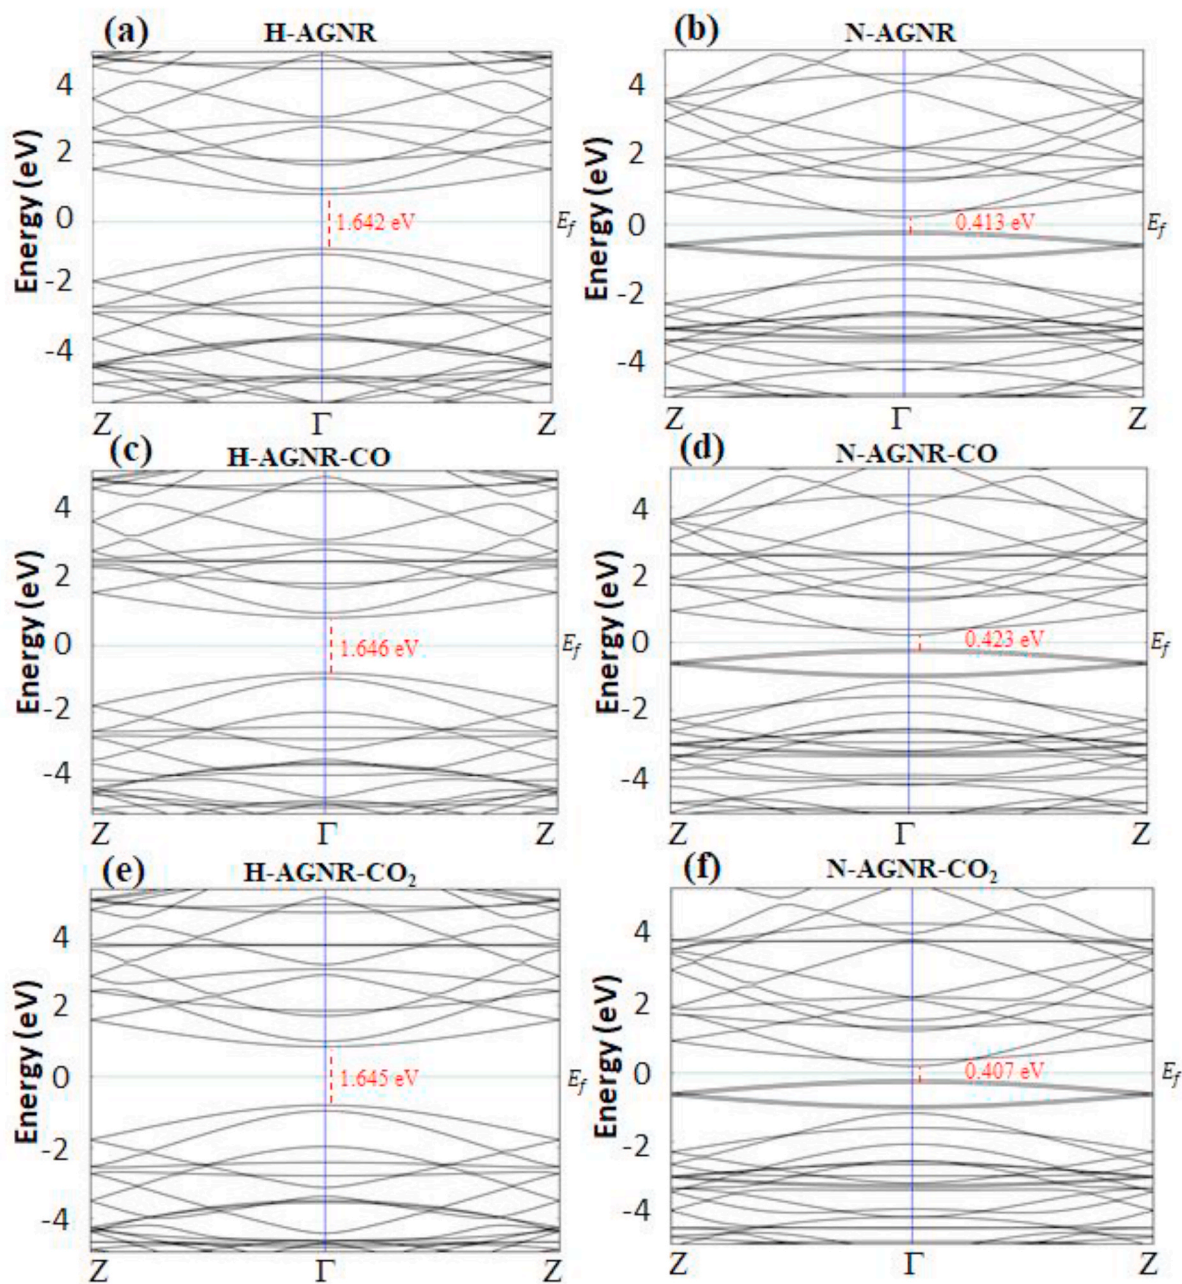 (a) H-AGNR
Energy (eV)
4
2
0
-2
-4
1.642 eV
E_f
Z Γ Z
(b) N-AGNR
Energy (eV)
4
2
0
-2
-4
0.413 eV
E_f
Z Γ Z
(c) H-AGNR-CO
Energy (eV)
4
2
0
-2
-4
1.646 eV
E_f
Z Γ Z
(d) N-AGNR-CO
Energy (eV)
4
2
0
-2
-4
0.423 eV
E_f
Z Γ Z
(e) H-AGNR-CO₂
Energy (eV)
4
2
0
-2
-4
1.645 eV
E_f
Z Γ Z
(f) N-AGNR-CO₂
Energy (eV)
4
2
0
-2
-4
0.407 eV
E_f
Z Γ Z